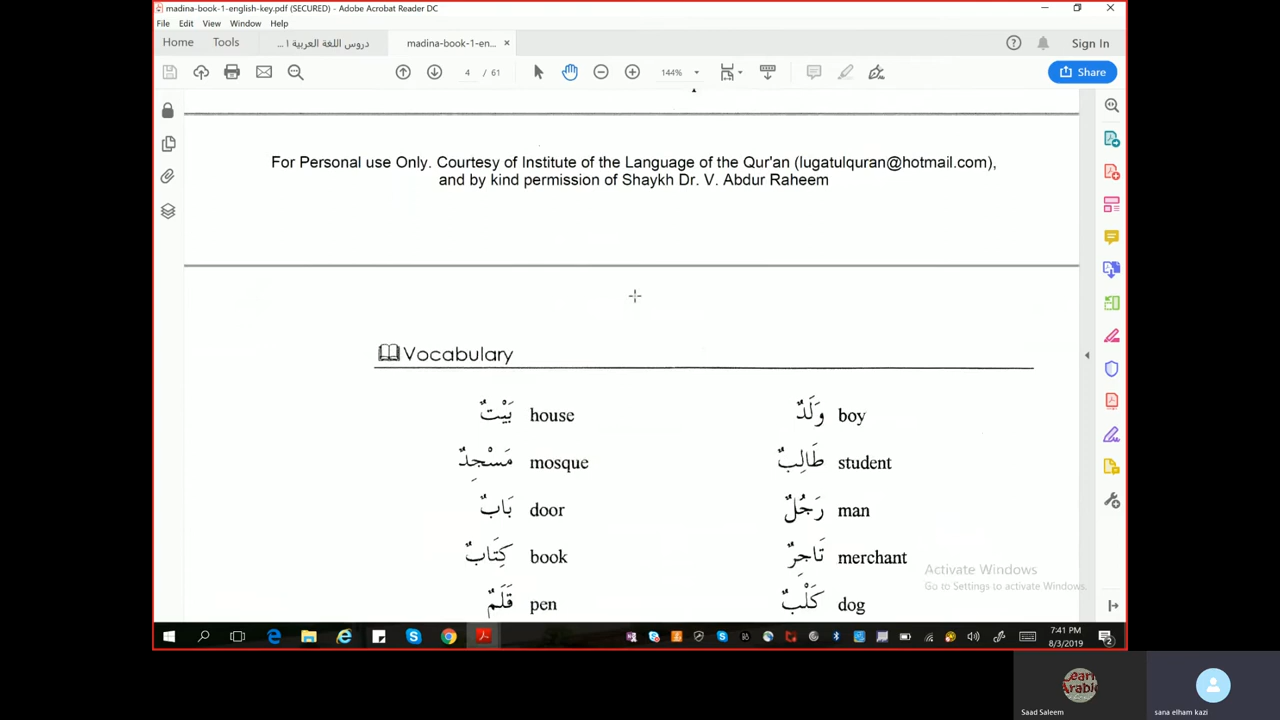 madina-book-1-english-key.pdf (SECURED) - Adobe Acrobat Reader DC
File Edit View Window Help
Home Tools دروس اللغة العربية ١ ... madina-book-1-en... × Sign In
4 / 61 144% Share
For Personal use Only. Courtesy of Institute of the Language of the Qur'an (lugatulquran@hotmail.com),
and by kind permission of Shaykh Dr. V. Abdur Raheem
Vocabulary
بَيْتٌ house وَلَدٌ boy
مَسْجِدٌ mosque طَالِبٌ student
بَابٌ door رَجُلٌ man
كِتَابٌ book تَاجِرٌ merchant
قَلَمٌ pen كَلْبٌ dog
Activate Windows
Go to Settings to activate Windows.
7:41 PM
8/3/2019
2
Learn Arabic
Saad Saleem sana elham kazi